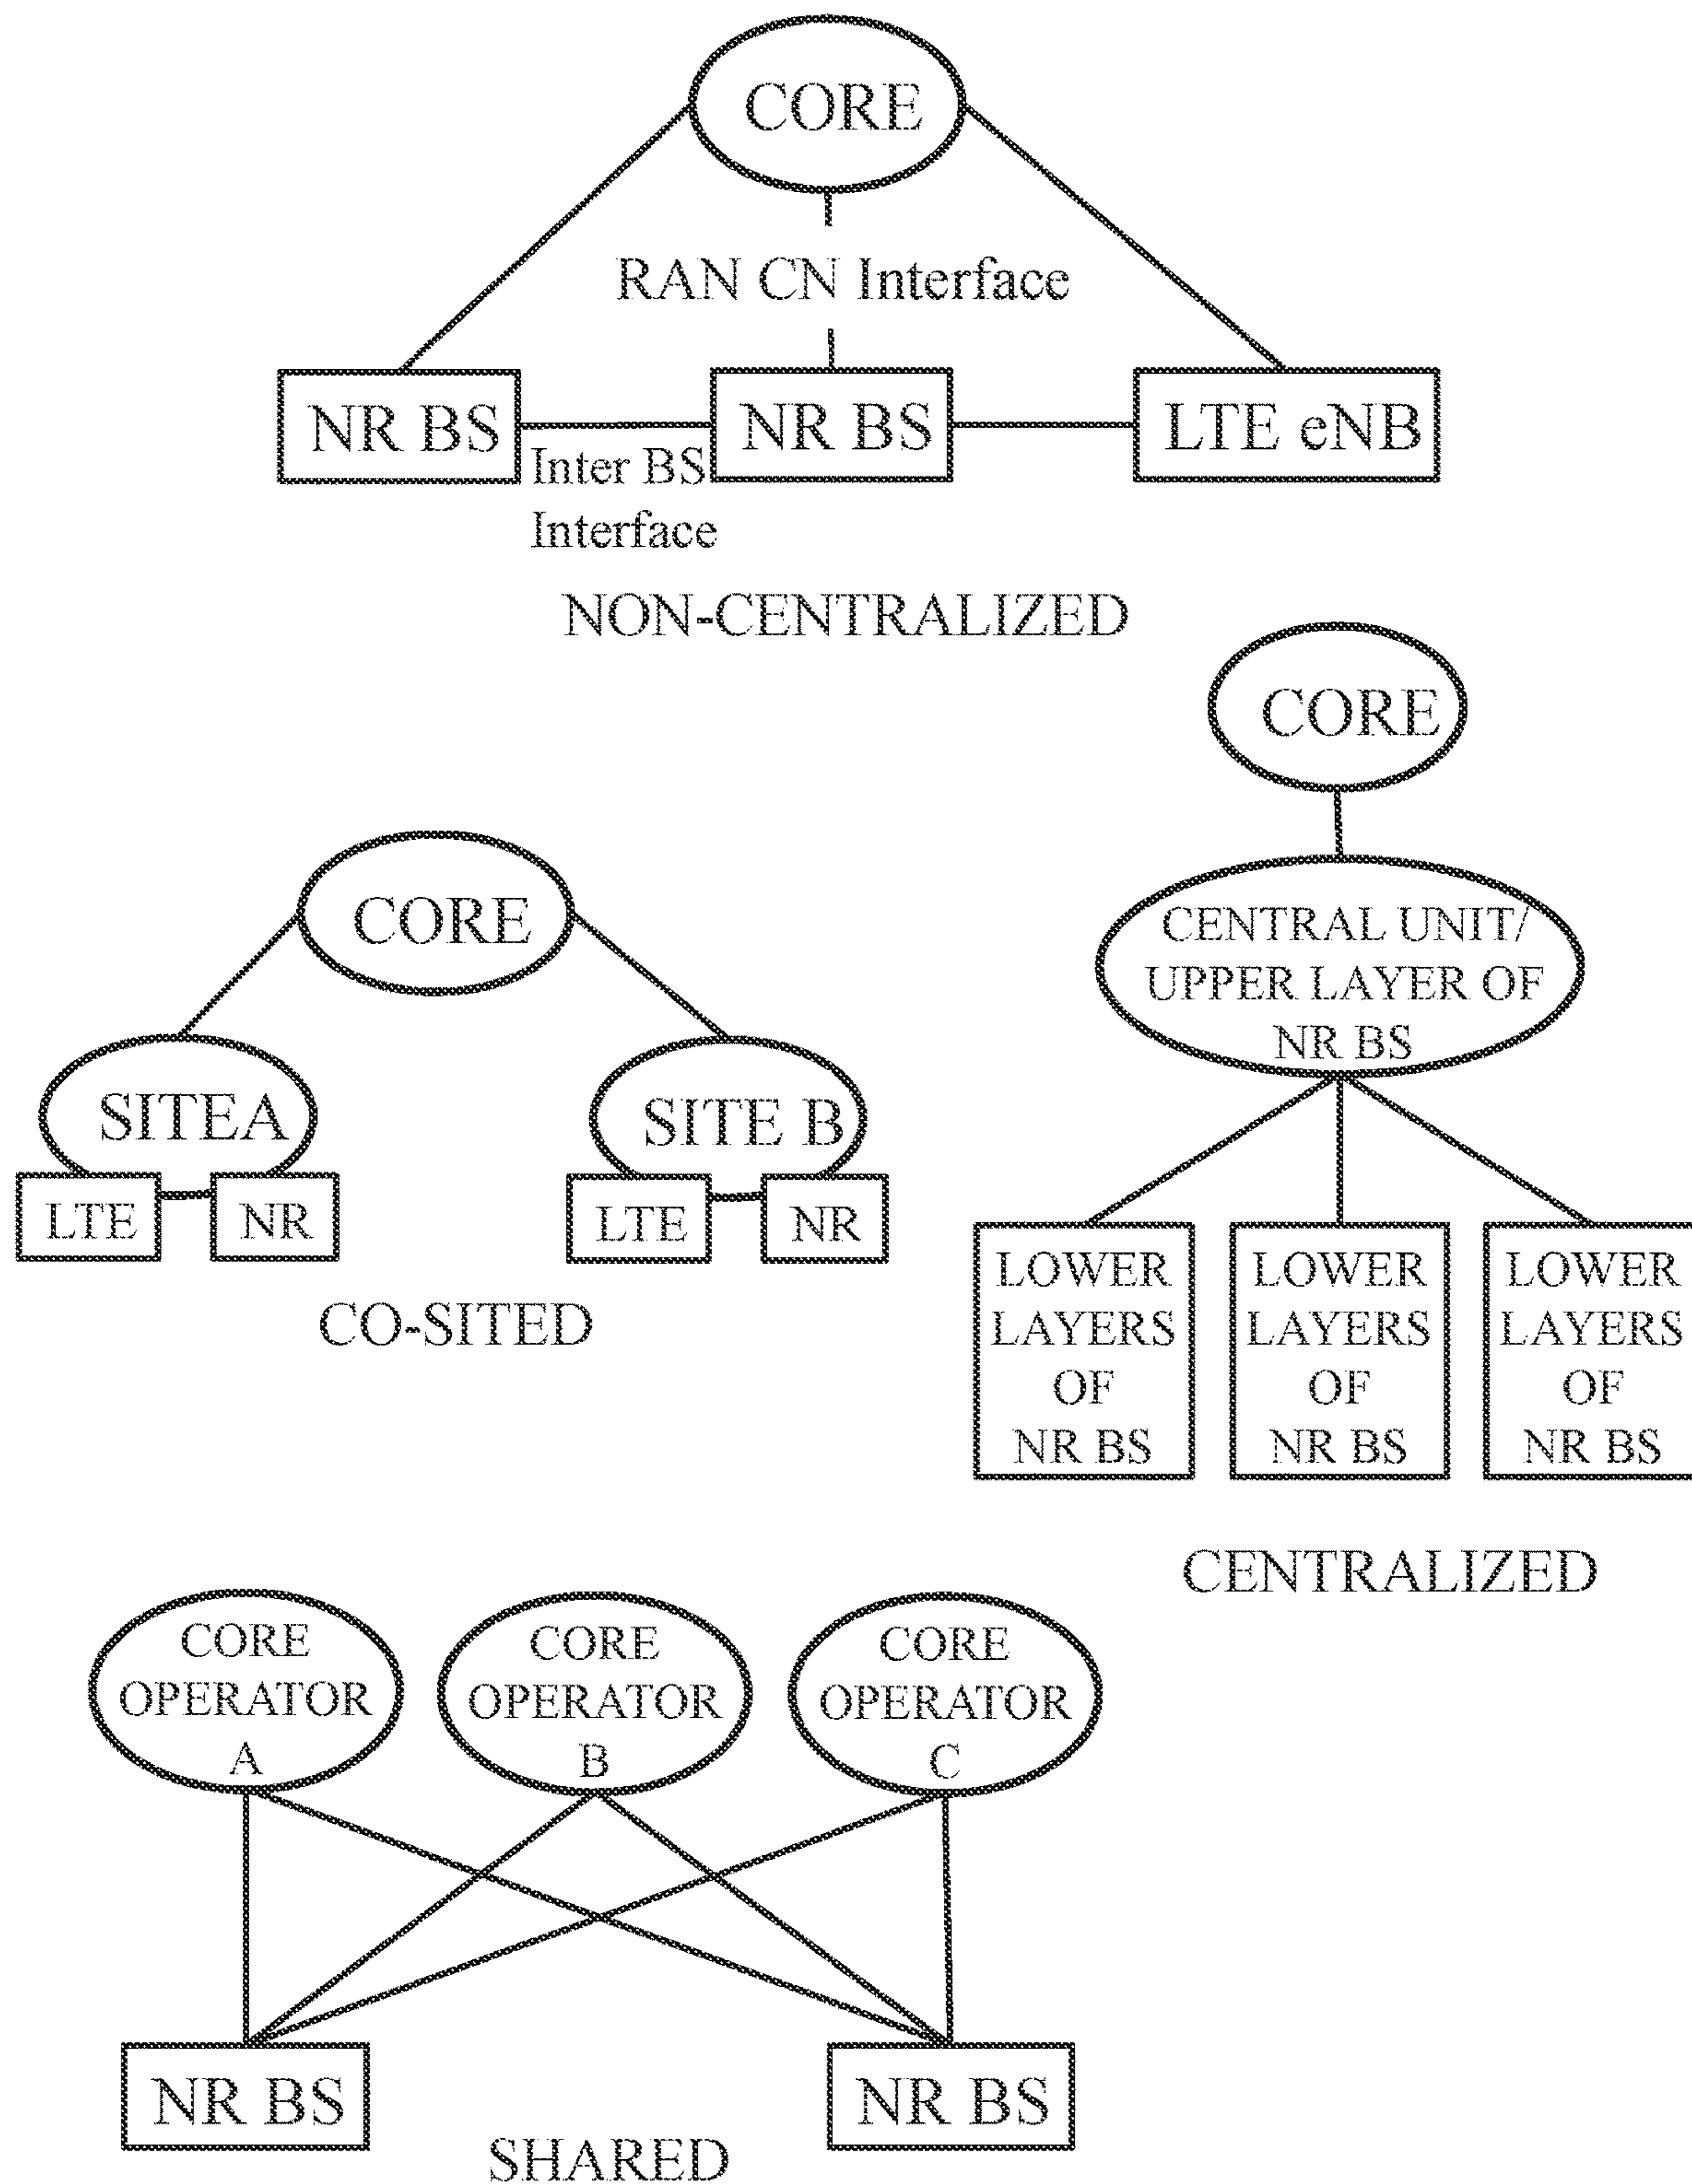 CORE
RAN CN Interface
NR BS
NR BS
LTE eNB
Inter BS
Interface
NON-CENTRALIZED
CORE
CENTRAL UNIT/
UPPER LAYER OF
NR BS
LOWER
LAYERS
OF
NR BS
LOWER
LAYERS
OF
NR BS
LOWER
LAYERS
OF
NR BS
CENTRALIZED
CORE
SITEA
SITE B
LTE
NR
LTE
NR
CO-SITED
CORE
OPERATOR
A
CORE
OPERATOR
B
CORE
OPERATOR
C
NR BS
NR BS
SHARED